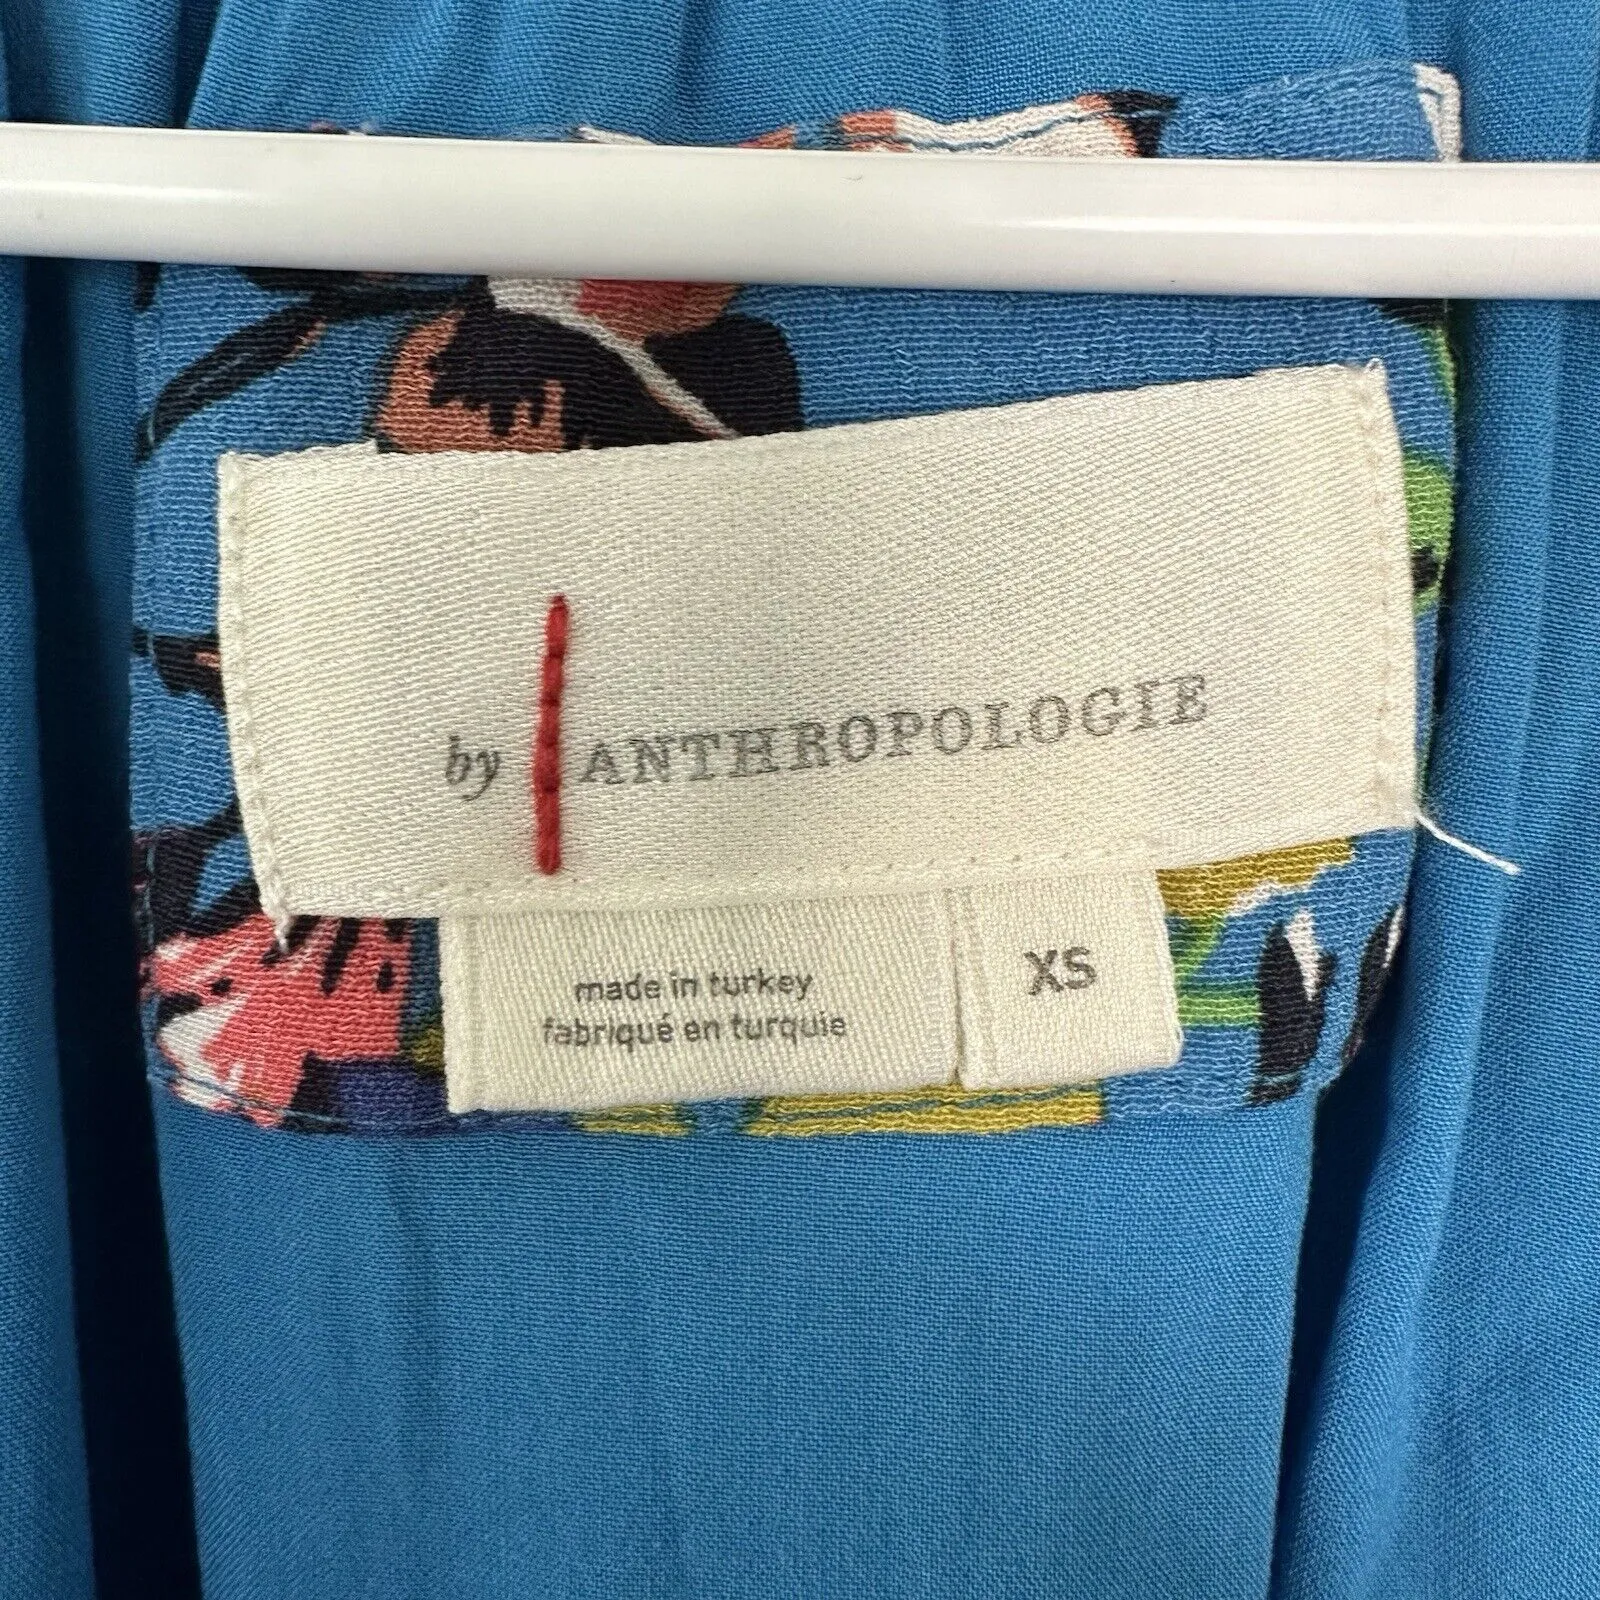 by ANTHROPOLOGIE
made in turkey
fabriqué en turquie
XS